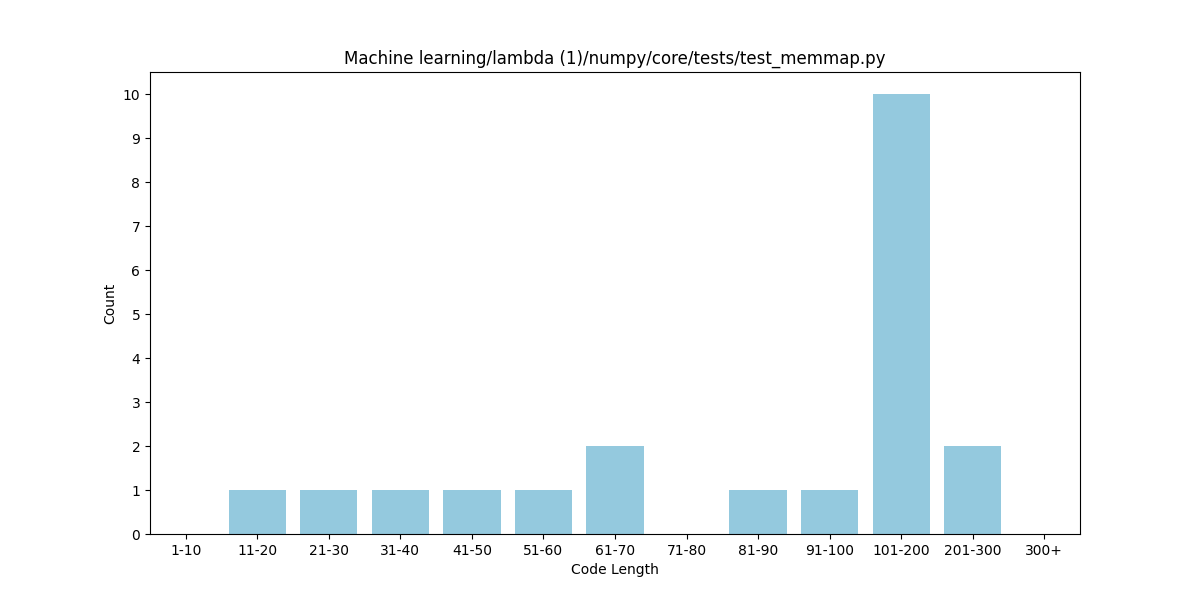 Machine learning/lambda (1)/numpy/core/tests/test_memmap.py
Count
10
9
8
7
6
5
4
3
2
1
0
1-10 11-20 21-30 31-40 41-50 51-60 61-70 71-80 81-90 91-100 101-200 201-300 300+
Code Length